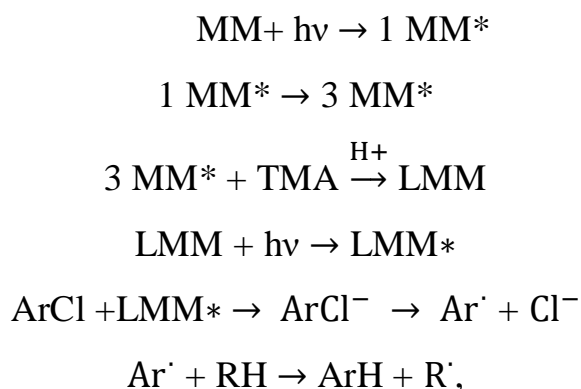 MM+ hν → 1 MM*
1 MM* → 3 MM*
3 MM* + TMA H+→ LMM
LMM + hν → LMM∗
ArCl +LMM∗ → ArCl⁻ → Ar˙ + Cl⁻
Ar˙ + RH → ArH + R˙,